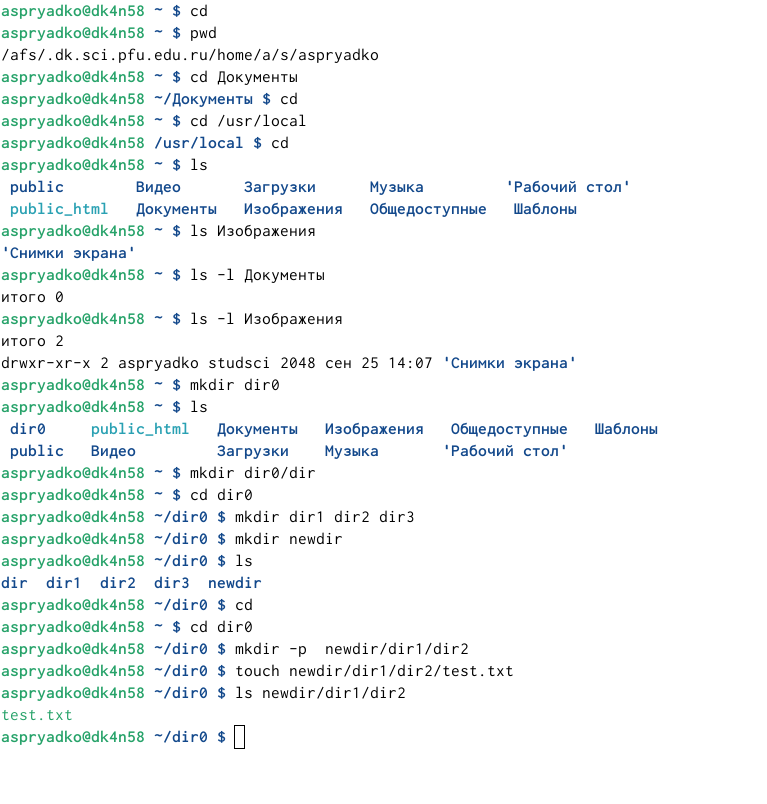 aspryadko@dk4n58 ~ $ cd
aspryadko@dk4n58 ~ $ pwd
/afs/.dk.sci.pfu.edu.ru/home/a/s/aspryadko
aspryadko@dk4n58 ~ $ cd Документы
aspryadko@dk4n58 ~/Документы $ cd
aspryadko@dk4n58 ~ $ cd /usr/local
aspryadko@dk4n58 /usr/local $ cd
aspryadko@dk4n58 ~ $ ls
public Видео Загрузки Музыка 'Рабочий стол'
public_html Документы Изображения Общедоступные Шаблоны
aspryadko@dk4n58 ~ $ ls Изображения
'Снимки экрана'
aspryadko@dk4n58 ~ $ ls -l Документы
итого 0
aspryadko@dk4n58 ~ $ ls -l Изображения
итого 2
drwxr-xr-x 2 aspryadko studsci 2048 сен 25 14:07 'Снимки экрана'
aspryadko@dk4n58 ~ $ mkdir dir0
aspryadko@dk4n58 ~ $ ls
dir0 public_html Документы Изображения Общедоступные Шаблоны
public Видео Загрузки Музыка 'Рабочий стол'
aspryadko@dk4n58 ~ $ mkdir dir0/dir
aspryadko@dk4n58 ~ $ cd dir0
aspryadko@dk4n58 ~/dir0 $ mkdir dir1 dir2 dir3
aspryadko@dk4n58 ~/dir0 $ mkdir newdir
aspryadko@dk4n58 ~/dir0 $ ls
dir dir1 dir2 dir3 newdir
aspryadko@dk4n58 ~/dir0 $ cd
aspryadko@dk4n58 ~ $ cd dir0
aspryadko@dk4n58 ~/dir0 $ mkdir -p  newdir/dir1/dir2
aspryadko@dk4n58 ~/dir0 $ touch newdir/dir1/dir2/test.txt
aspryadko@dk4n58 ~/dir0 $ ls newdir/dir1/dir2
test.txt
aspryadko@dk4n58 ~/dir0 $